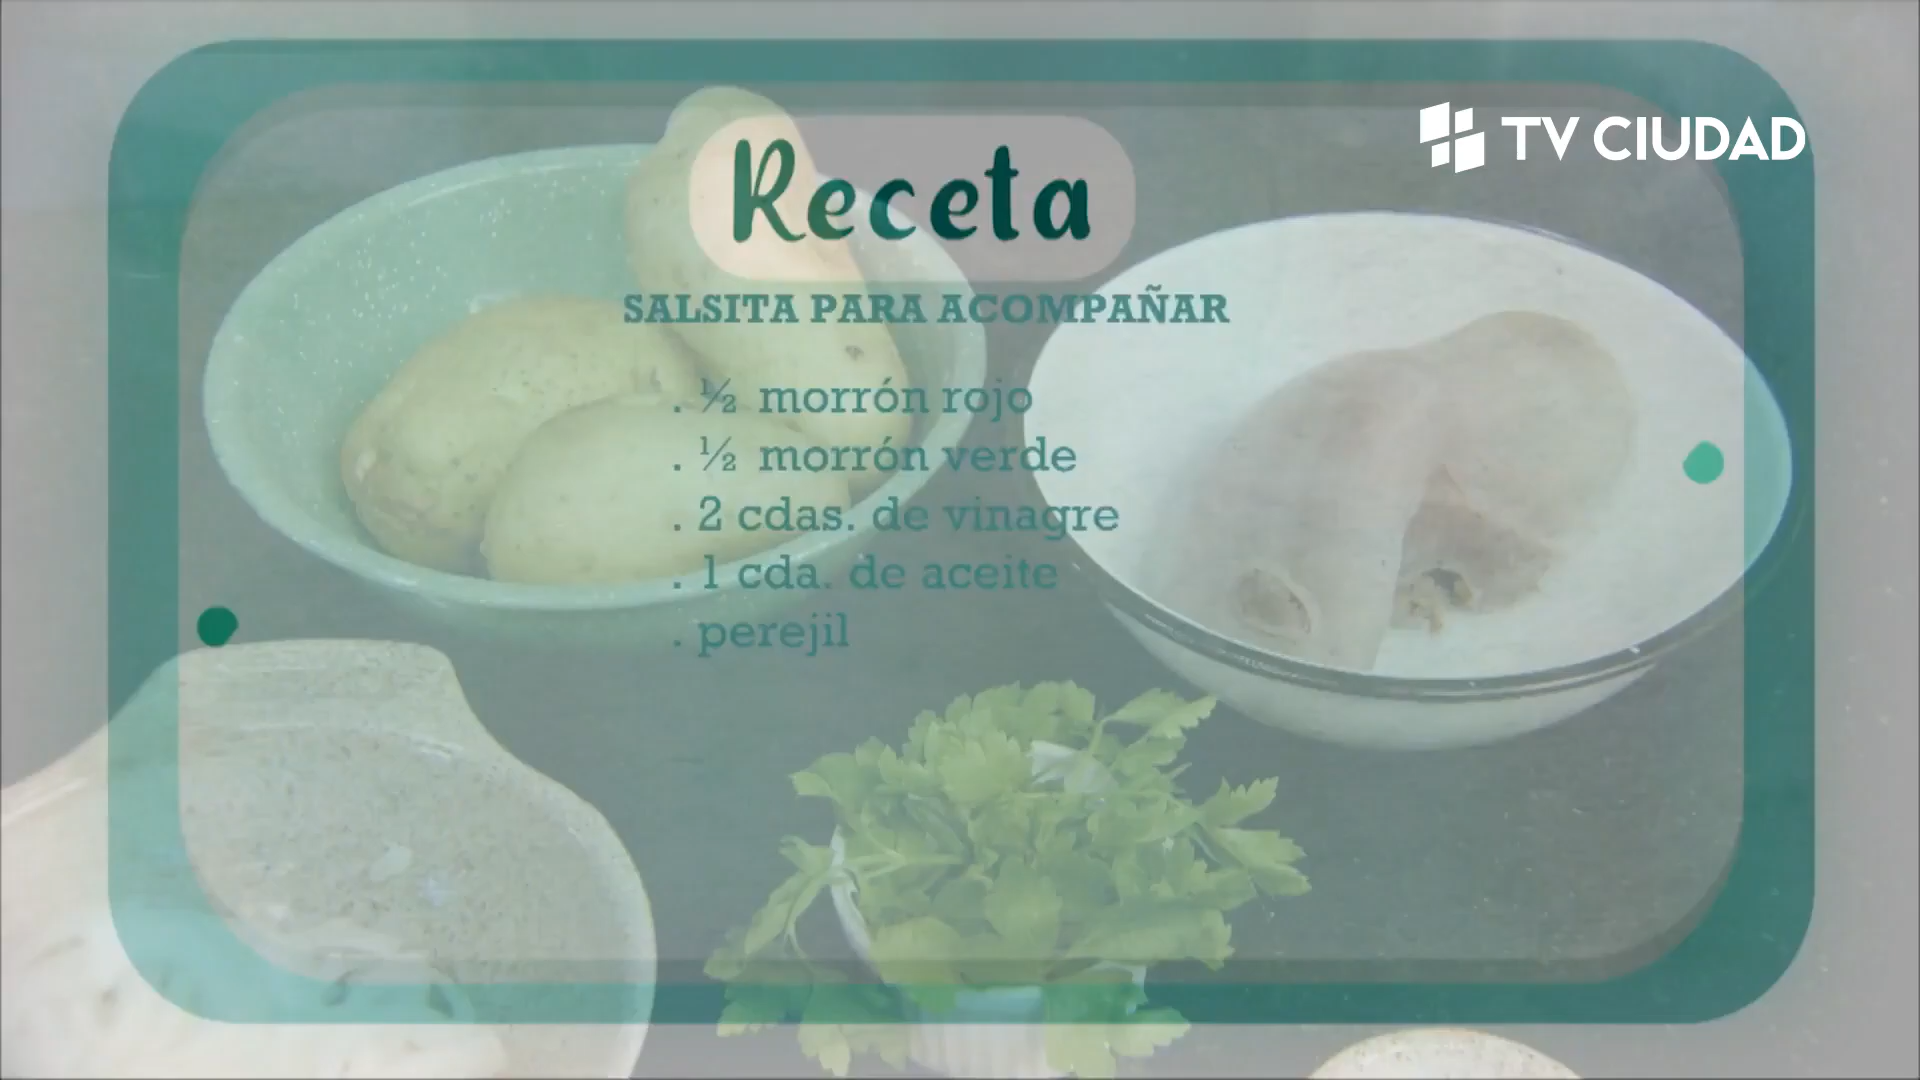 TV CIUDAD
Receta
SALSITA PARA ACOMPAÑAR
. ½ morrón rojo
. ½ morrón verde
. 2 cdas. de vinagre
. 1 cda. de aceite
. perejil